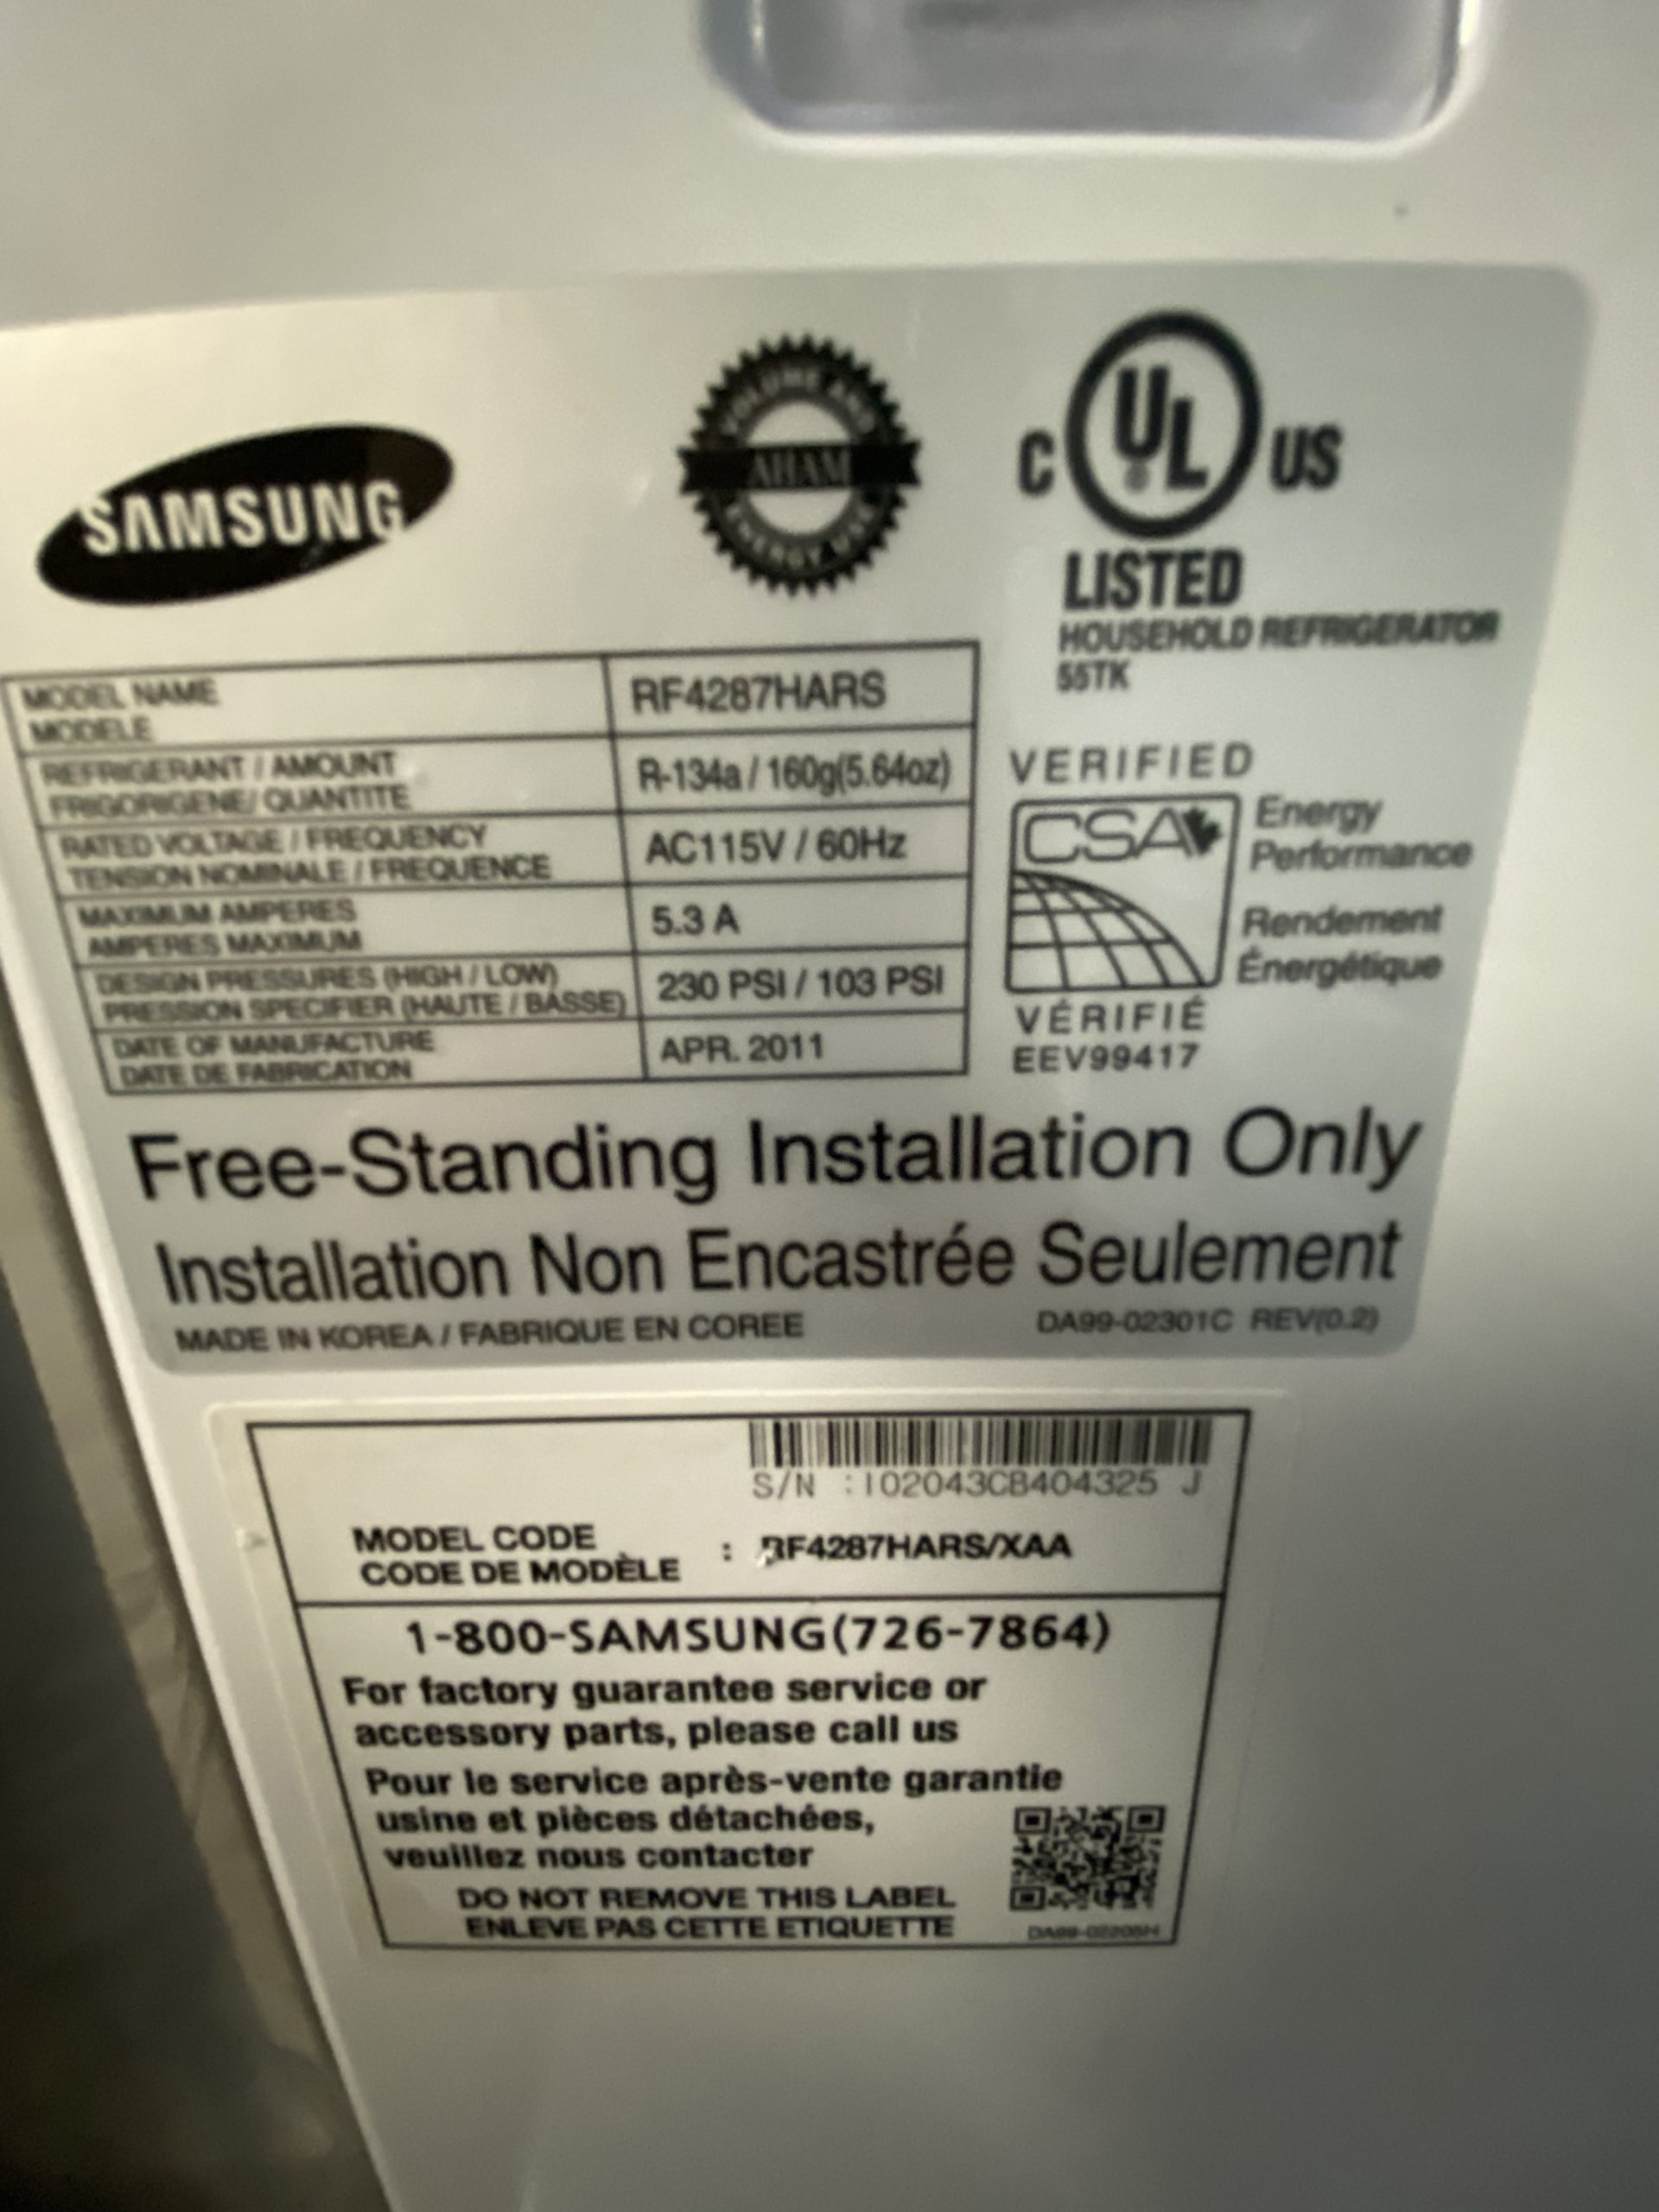 SAMSUNG
VOLUME AND
AHAM
ENERGY USE
C UL US
®
LISTED
HOUSEHOLD REFRIGERATOR
55TK
MODEL NAME
MODELE
RF4287HARS
REFRIGERANT / AMOUNT
FRIGORIGENE/ QUANTITE
R-134a / 160g(5.64oz)
RATED VOLTAGE / FREQUENCY
TENSION NOMINALE / FREQUENCE
AC115V / 60Hz
MAXIMUM AMPERES
AMPERES MAXIMUM
5.3 A
DESIGN PRESSURES (HIGH / LOW)
PRESSION SPECIFIER (HAUTE / BASSE)
230 PSI / 103 PSI
DATE OF MANUFACTURE
DATE DE FABRICATION
APR. 2011
VERIFIED
CSA
Energy
Performance
Rendement
Énergétique
VÉRIFIÉ
EEV99417
Free-Standing Installation Only
Installation Non Encastrée Seulement
MADE IN KOREA / FABRIQUE EN COREE DA99-02301C REV(0.2)
S/N :I02043CB404325 J
MODEL CODE
CODE DE MODÈLE
: RF4287HARS/XAA
1-800-SAMSUNG(726-7864)
For factory guarantee service or
accessory parts, please call us
Pour le service après-vente garantie
usine et pièces détachées,
veuillez nous contacter
DO NOT REMOVE THIS LABEL
ENLEVE PAS CETTE ETIQUETTE